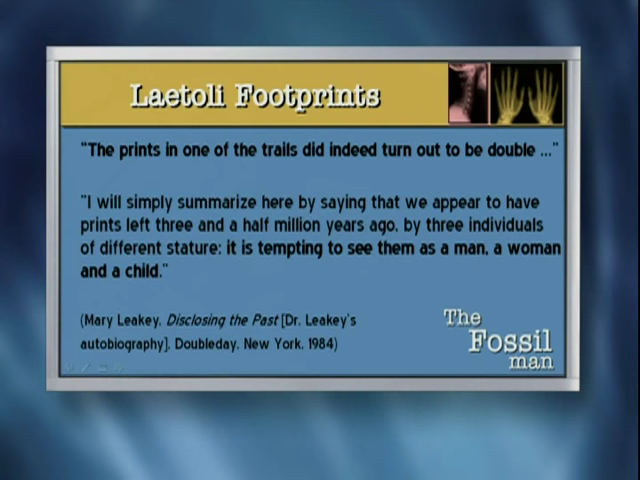 Laetoli Footprints
"The prints in one of the trails did indeed turn out to be double ..."
"I will simply summarize here by saying that we appear to have
prints left three and a half million years ago, by three individuals
of different stature; it is tempting to see them as a man, a woman
and a child."
(Mary Leakey, Disclosing the Past [Dr. Leakey's
autobiography], Doubleday, New York, 1984)
The
Fossil
man